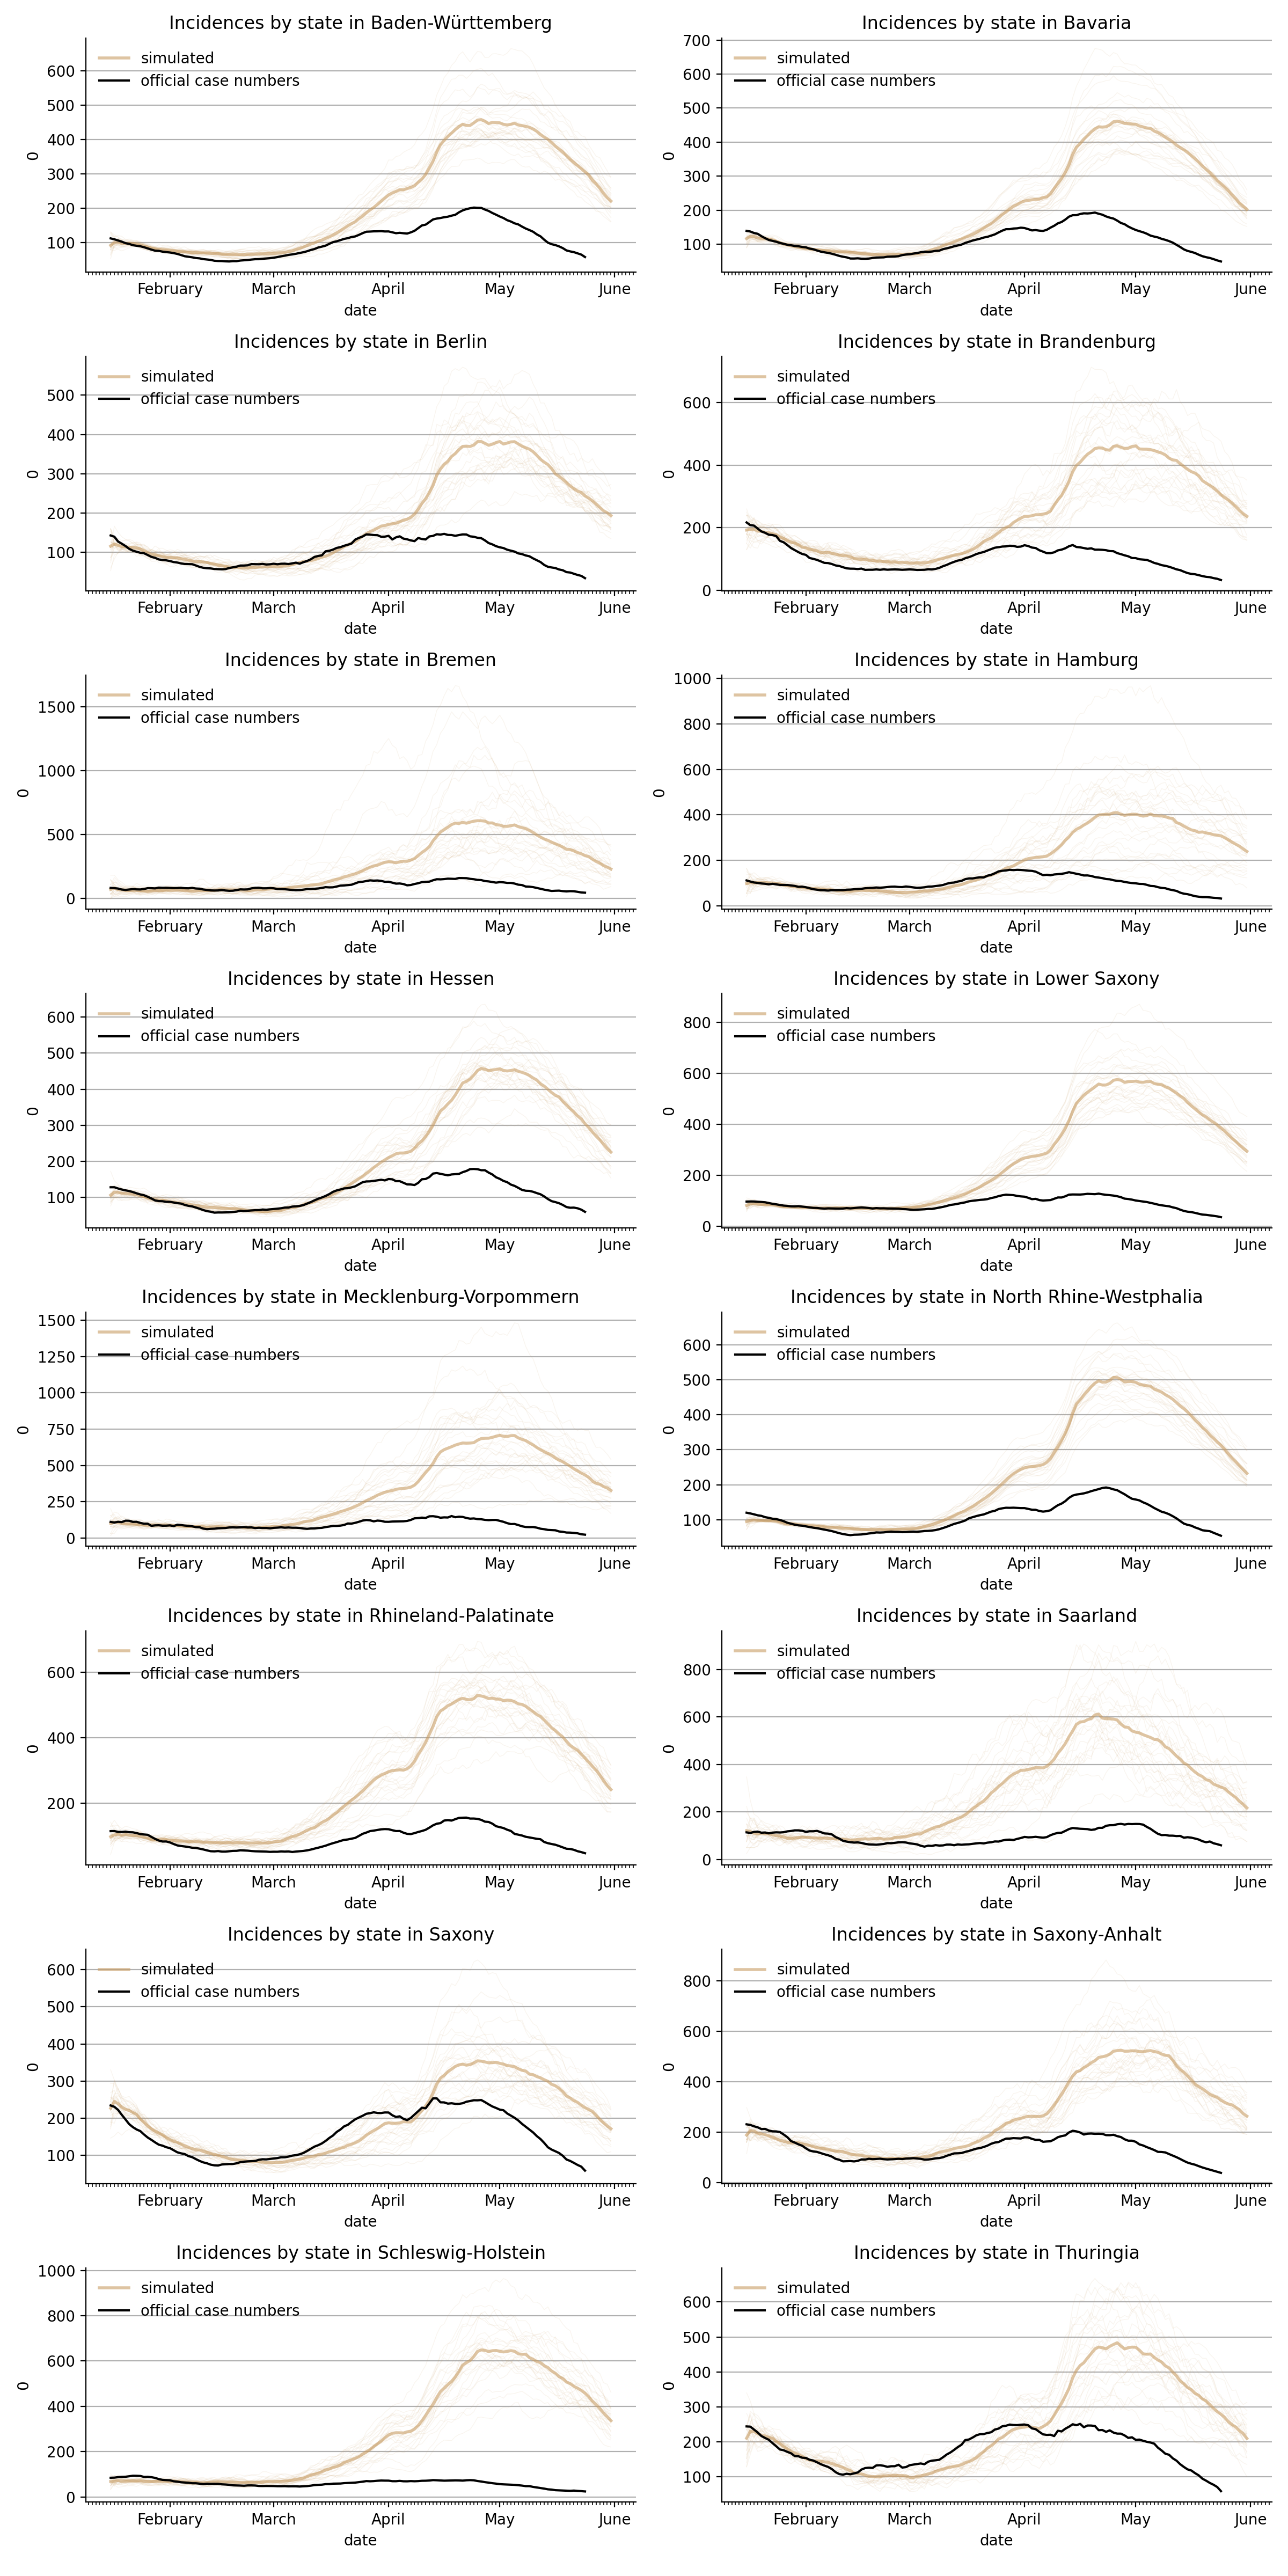 Incidences by state in Baden-Württemberg
simulated
official case numbers
600
500
400
300
200
100
0
February March April May June
date
Incidences by state in Bavaria
simulated
official case numbers
700
600
500
400
300
200
100
0
February March April May June
date
Incidences by state in Berlin
simulated
official case numbers
500
400
300
200
100
0
February March April May June
date
Incidences by state in Brandenburg
simulated
official case numbers
600
400
200
0
0
February March April May June
date
Incidences by state in Bremen
simulated
official case numbers
1500
1000
500
0
0
February March April May June
date
Incidences by state in Hamburg
simulated
official case numbers
1000
800
600
400
200
0
0
February March April May June
date
Incidences by state in Hessen
simulated
official case numbers
600
500
400
300
200
100
0
February March April May June
date
Incidences by state in Lower Saxony
simulated
official case numbers
800
600
400
200
0
0
February March April May June
date
Incidences by state in Mecklenburg-Vorpommern
simulated
official case numbers
1500
1250
1000
750
500
250
0
0
February March April May June
date
Incidences by state in North Rhine-Westphalia
simulated
official case numbers
600
500
400
300
200
100
0
February March April May June
date
Incidences by state in Rhineland-Palatinate
simulated
official case numbers
600
400
200
0
February March April May June
date
Incidences by state in Saarland
simulated
official case numbers
800
600
400
200
0
0
February March April May June
date
Incidences by state in Saxony
simulated
official case numbers
600
500
400
300
200
100
0
February March April May June
date
Incidences by state in Saxony-Anhalt
simulated
official case numbers
800
600
400
200
0
0
February March April May June
date
Incidences by state in Schleswig-Holstein
simulated
official case numbers
1000
800
600
400
200
0
0
February March April May June
date
Incidences by state in Thuringia
simulated
official case numbers
600
500
400
300
200
100
0
February March April May June
date